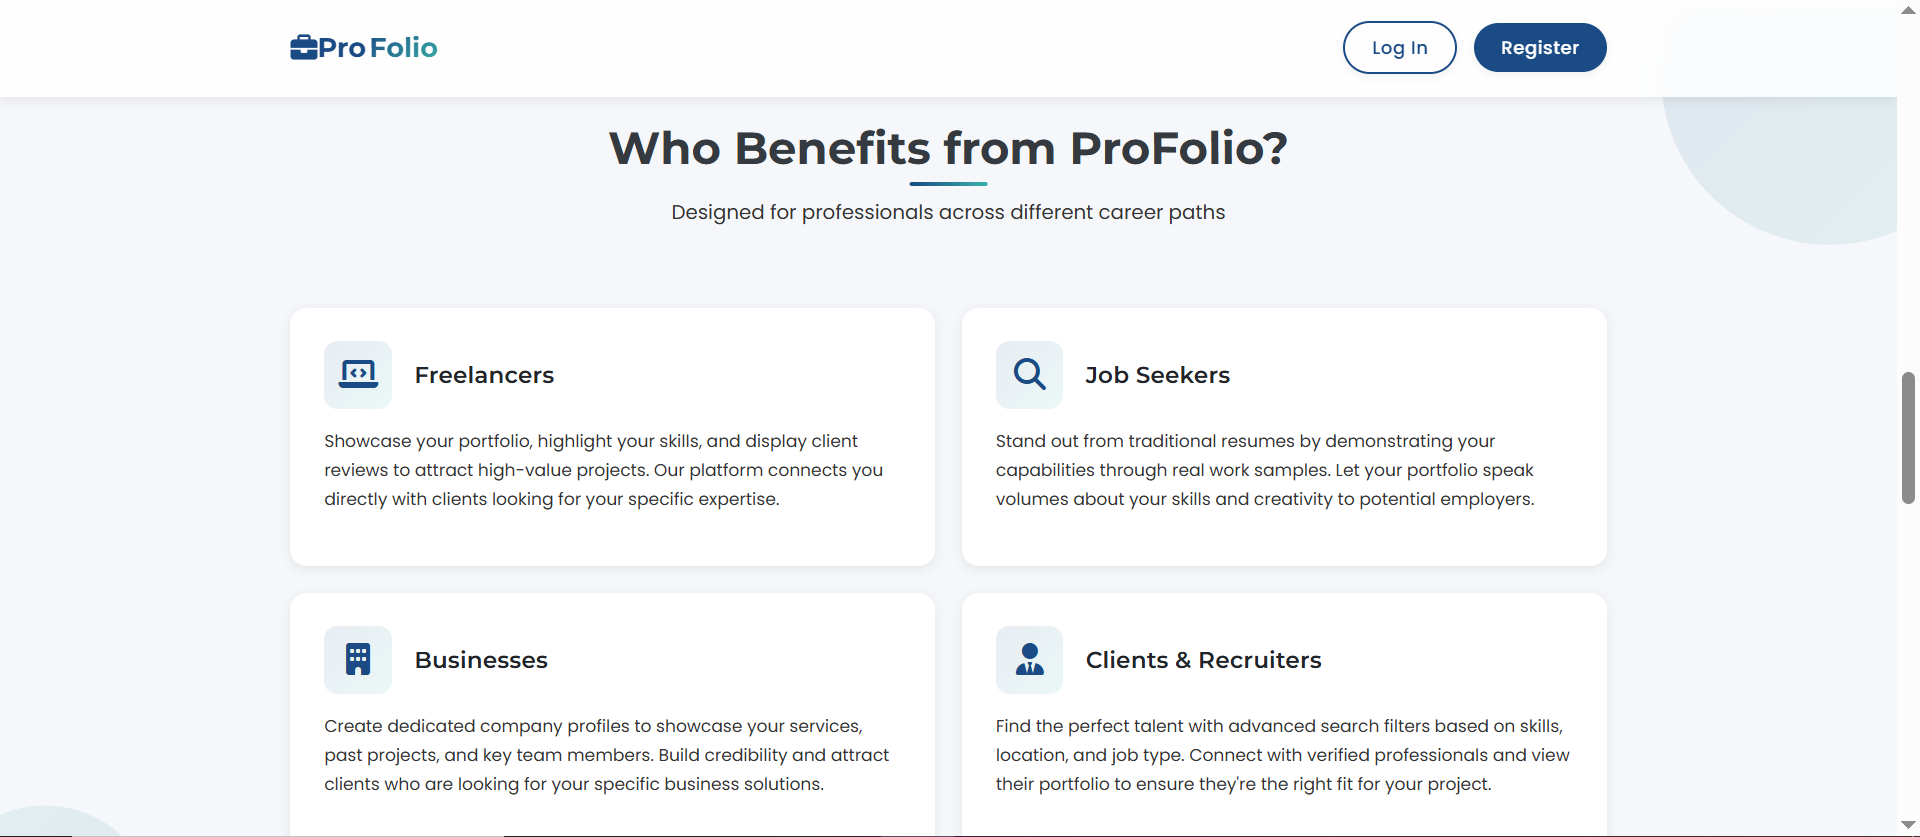 ProFolio
Log In
Register
Who Benefits from ProFolio?
Designed for professionals across different career paths
Freelancers
Showcase your portfolio, highlight your skills, and display client
reviews to attract high-value projects. Our platform connects you
directly with clients looking for your specific expertise.
Job Seekers
Stand out from traditional resumes by demonstrating your
capabilities through real work samples. Let your portfolio speak
volumes about your skills and creativity to potential employers.
Businesses
Create dedicated company profiles to showcase your services,
past projects, and key team members. Build credibility and attract
clients who are looking for your specific business solutions.
Clients & Recruiters
Find the perfect talent with advanced search filters based on skills,
location, and job type. Connect with verified professionals and view
their portfolio to ensure they're the right fit for your project.